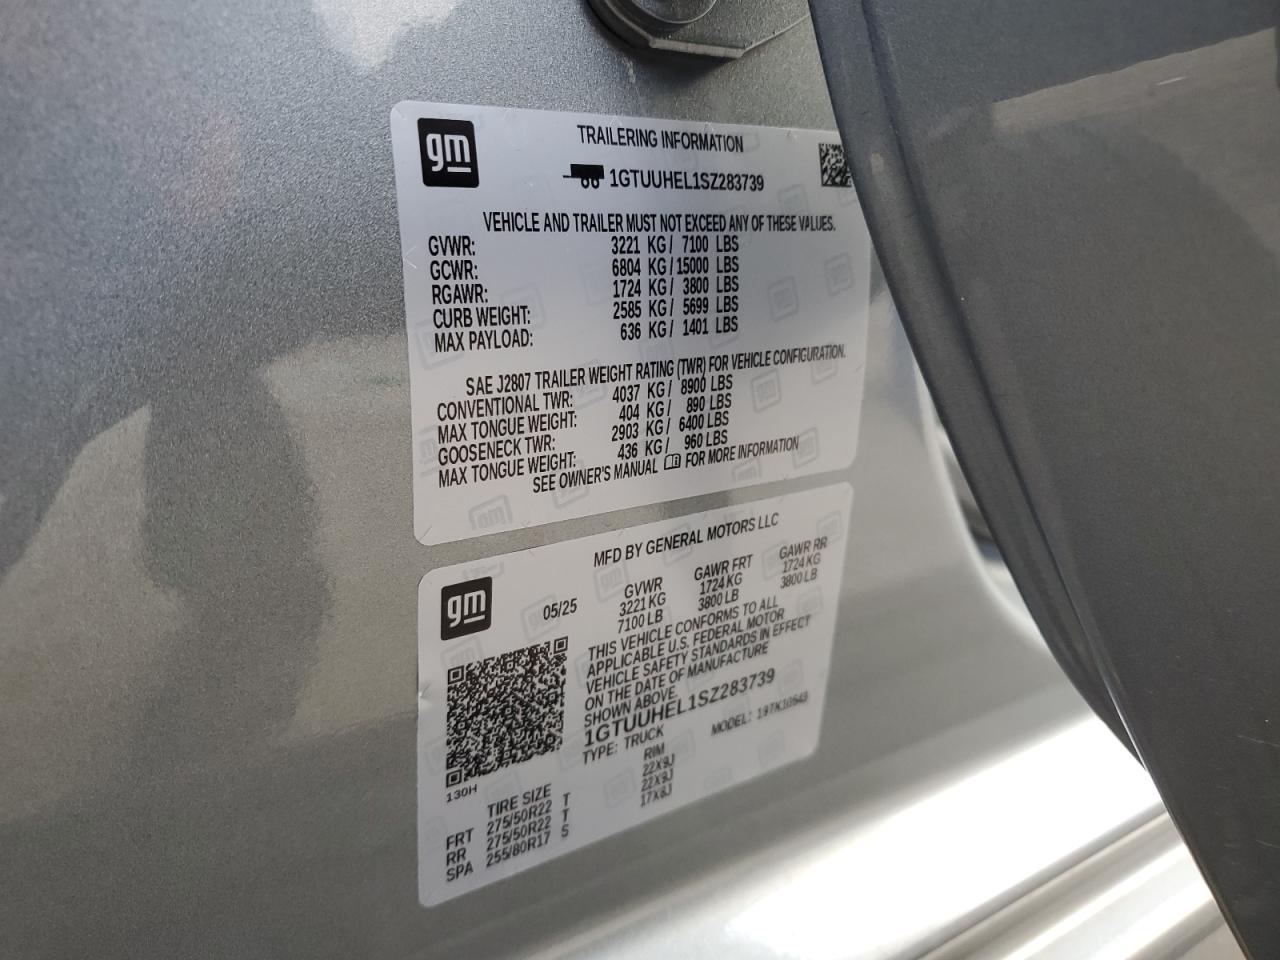 gm
TRAILERING INFORMATION
1GTUUHEL1SZ283739
VEHICLE AND TRAILER MUST NOT EXCEED ANY OF THESE VALUES.
GVWR: 3221 KG / 7100 LBS
GCWR: 6804 KG / 15000 LBS
RGAWR: 1724 KG / 3800 LBS
CURB WEIGHT: 2585 KG / 5699 LBS
MAX PAYLOAD: 636 KG / 1401 LBS
SAE J2807 TRAILER WEIGHT RATING (TWR) FOR VEHICLE CONFIGURATION.
CONVENTIONAL TWR: 4037 KG / 8900 LBS
MAX TONGUE WEIGHT: 404 KG / 890 LBS
GOOSENECK TWR: 2903 KG / 6400 LBS
MAX TONGUE WEIGHT: 436 KG / 960 LBS
SEE OWNER'S MANUAL FOR MORE INFORMATION
gm
MFD BY GENERAL MOTORS LLC
05/25 GVWR GAWR FRT GAWR RR
3221 KG 1724 KG 1724 KG
7100 LB 3800 LB 3800 LB
THIS VEHICLE CONFORMS TO ALL
APPLICABLE U.S. FEDERAL MOTOR
VEHICLE SAFETY STANDARDS IN EFFECT
ON THE DATE OF MANUFACTURE
SHOWN ABOVE.
1GTUUHEL1SZ283739
TYPE: TRUCK MODEL: 197K10543
130H
TIRE SIZE RIM
FRT 275/50R22 T 22X9J
RR 275/50R22 T 22X9J
SPA 255/80R17 S 17X8J